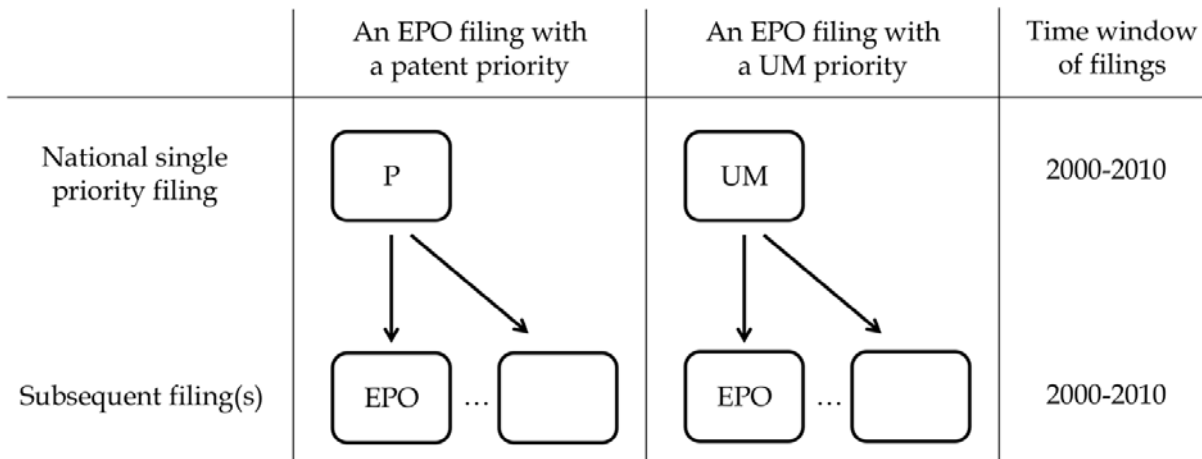 An EPO filing with
a patent priority
An EPO filing with
a UM priority
Time window
of filings
National single
priority filing
P
UM
2000-2010
Subsequent filing(s)
EPO
...
EPO
...
2000-2010